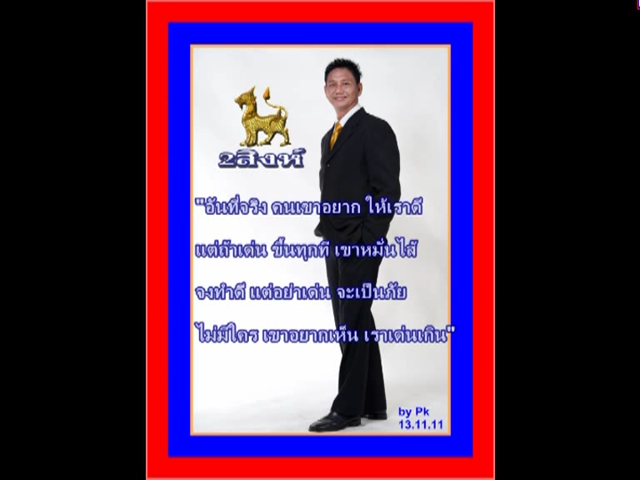 2สิงห์
"อันที่จริง คนเขาอยาก ให้เราดี
แต่ถ้าเด่น ขึ้นทุกที เขาหมั่นไส้
จงทำดี แต่อย่าเด่น จะเป็นภัย
ไม่มีใคร เขาอยากเห็น เราเด่นเกิน"
by Pk
13.11.11